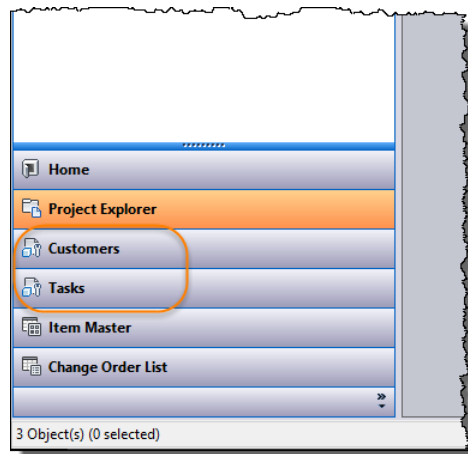 Home
Project Explorer
Customers
Tasks
Item Master
Change Order List
3 Object(s) (0 selected)